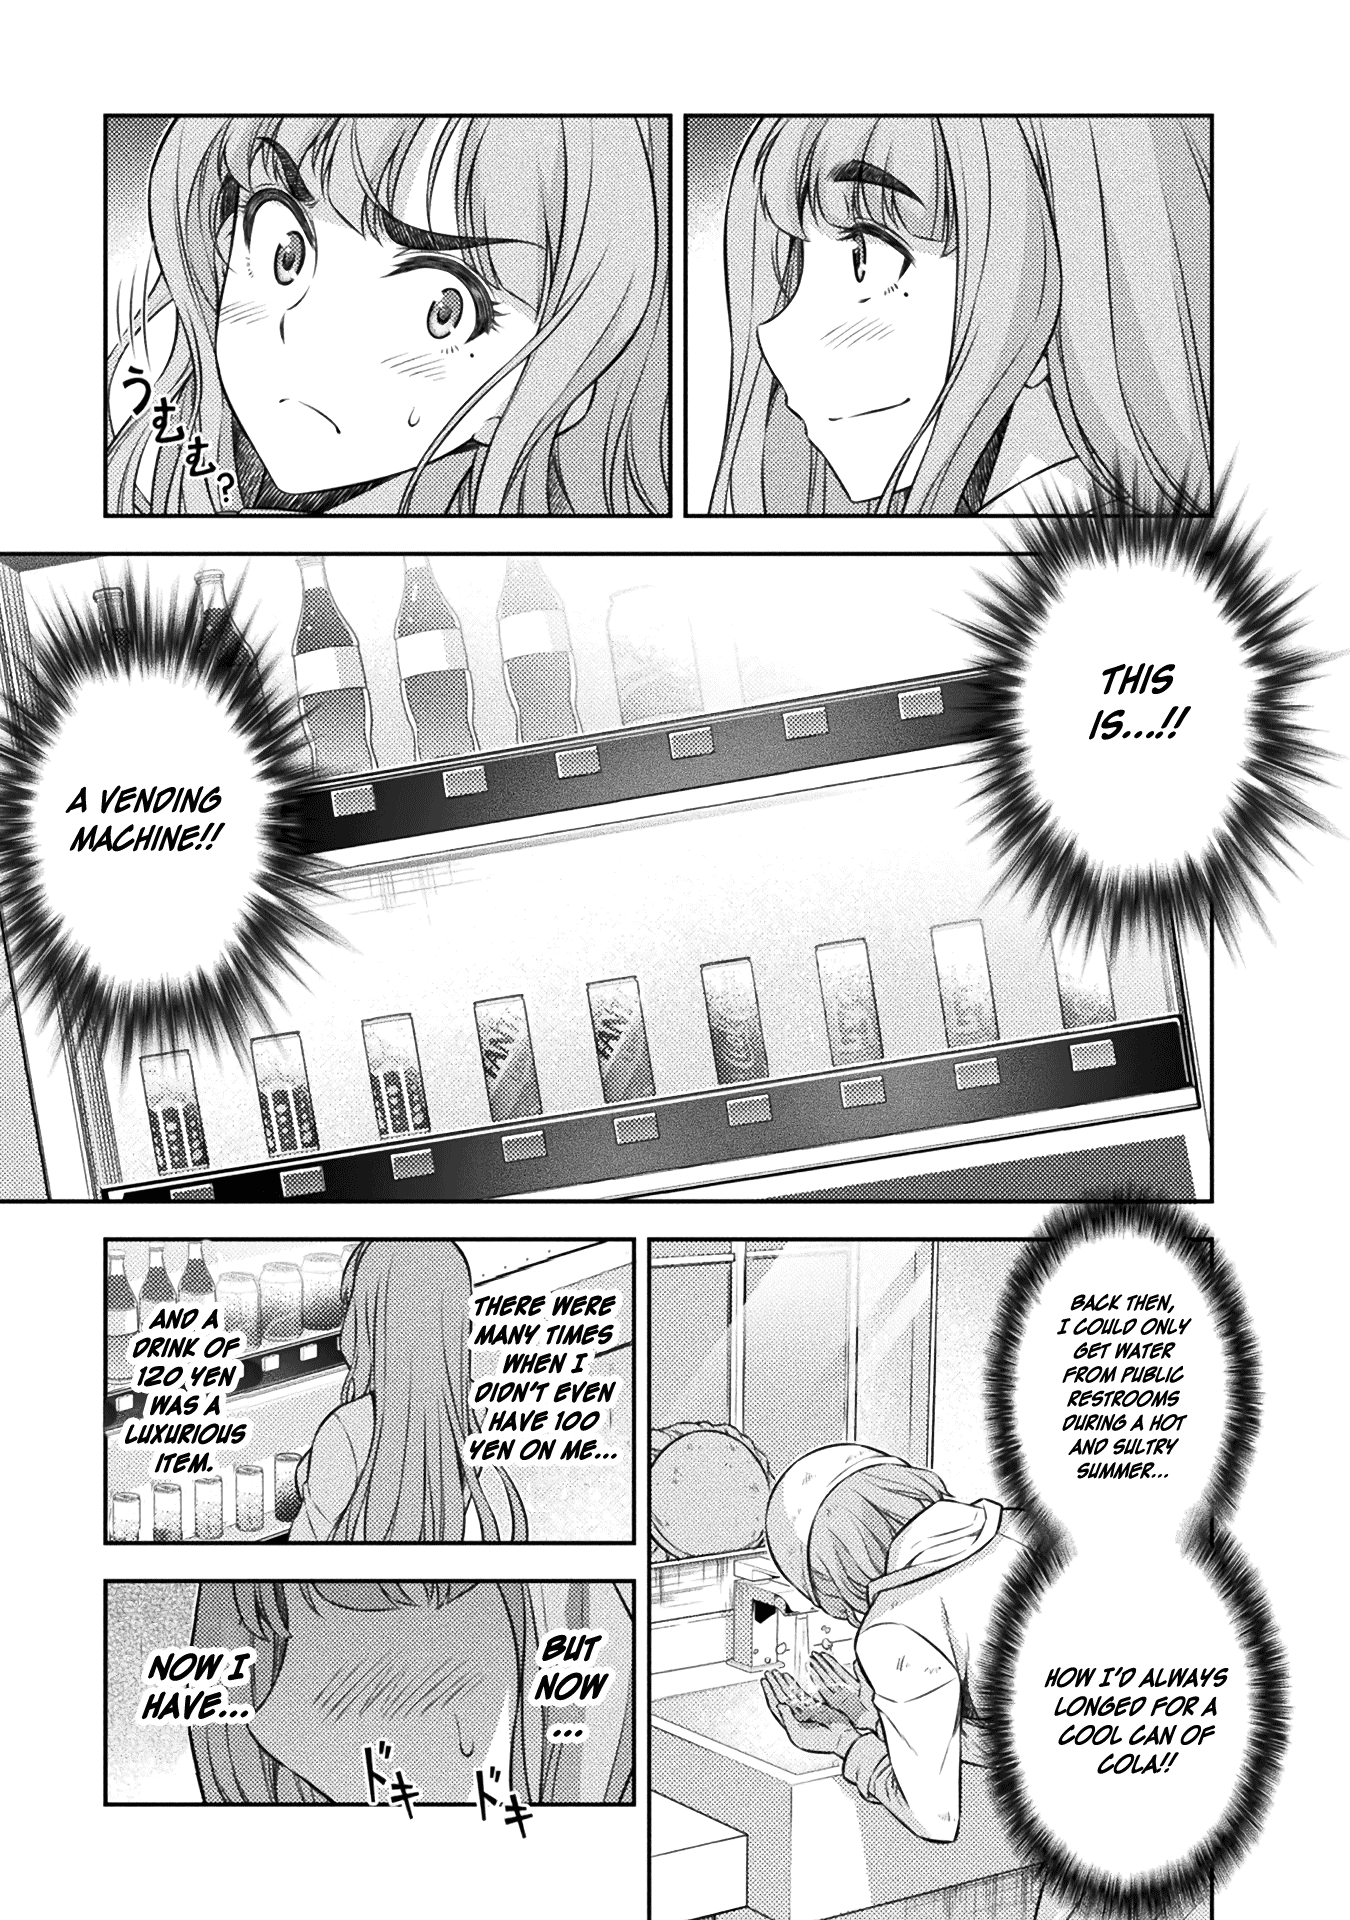 うむむ?
THIS
IS...!!
A VENDING
MACHINE!!
BACK THEN,
I COULD ONLY
GET WATER
FROM PUBLIC
RESTROOMS
DURING A HOT
AND SULTRY
SUMMER...
HOW I'D ALWAYS
LONGED FOR A
COOL CAN OF
COLA!!
THERE WERE
MANY TIMES
WHEN I
DIDN'T EVEN
HAVE 100
YEN ON ME...
AND A
DRINK OF
120 YEN
WAS A
LUXURIOUS
ITEM.
BUT
NOW
...
NOW I
HAVE...
ドキ
ドキ